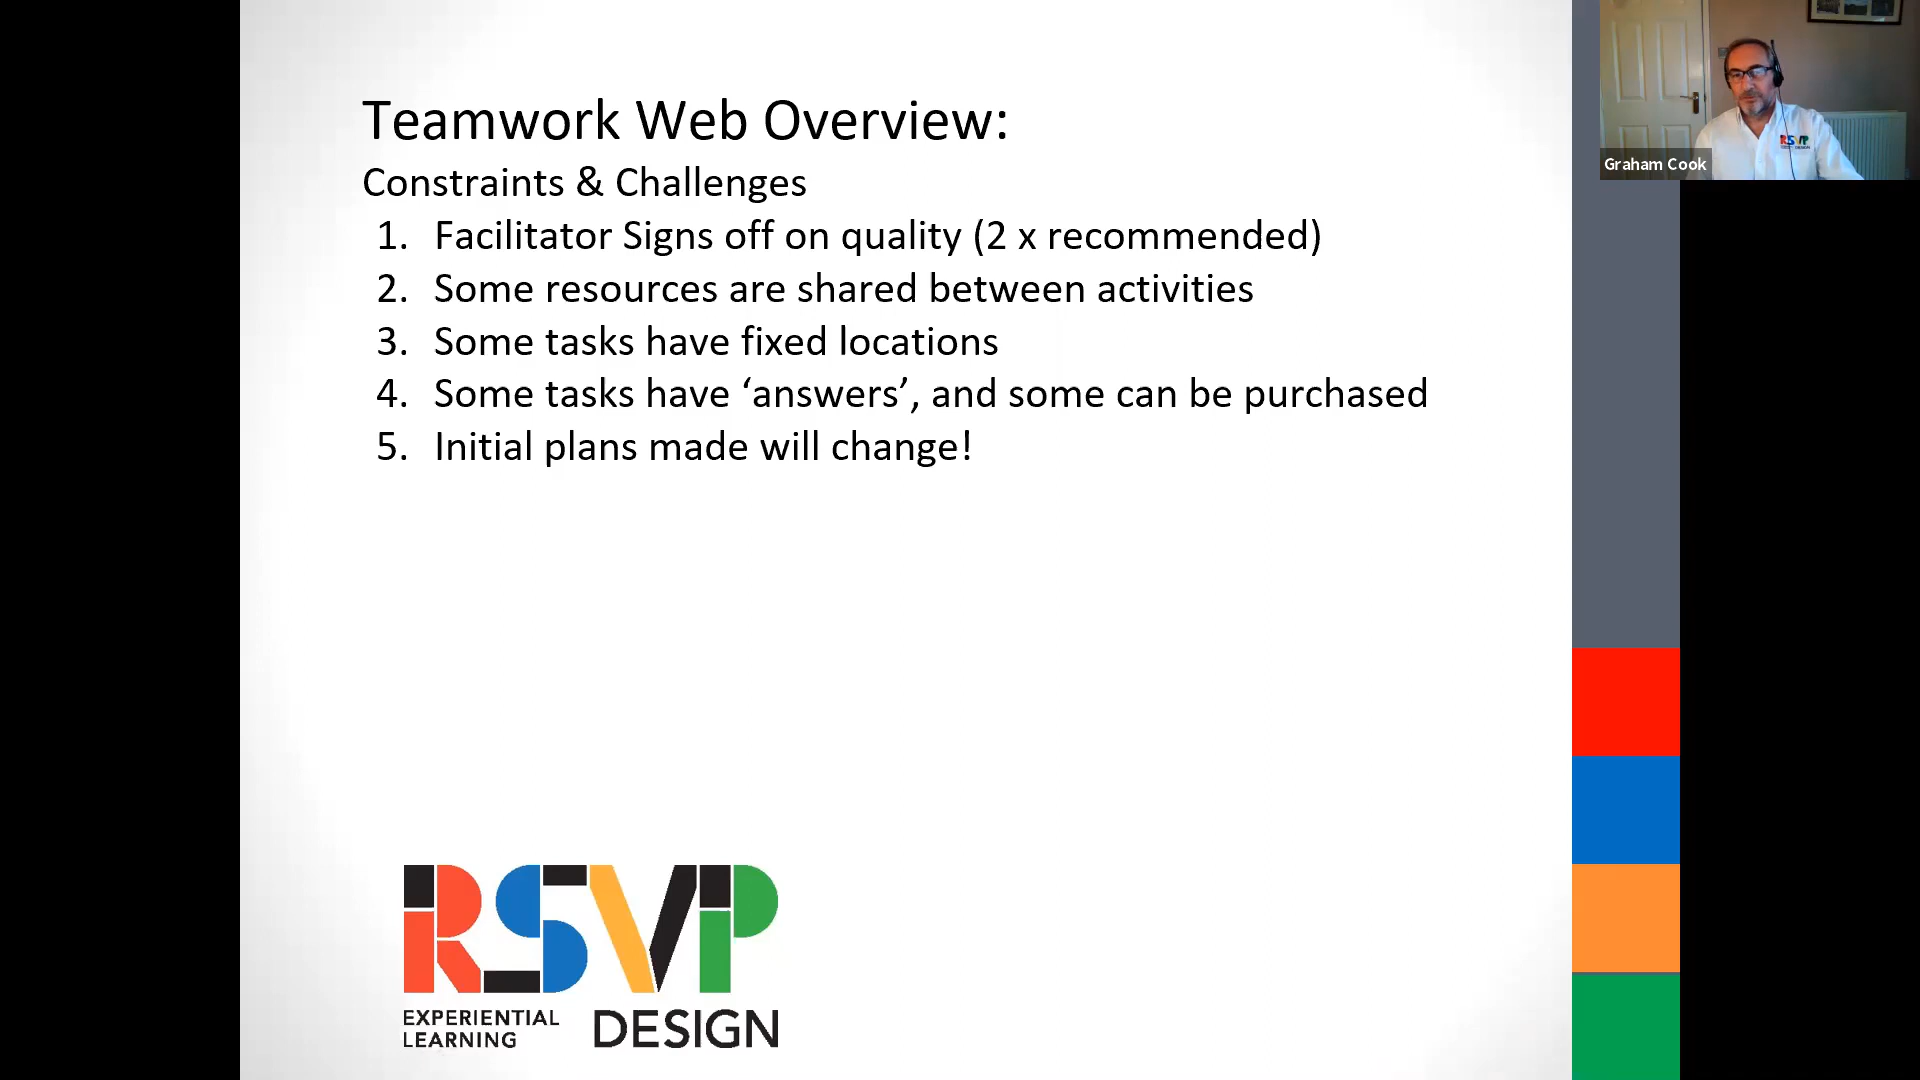 Teamwork Web Overview:
Constraints & Challenges
1. Facilitator Signs off on quality (2 x recommended)
2. Some resources are shared between activities
3. Some tasks have fixed locations
4. Some tasks have ‘answers’, and some can be purchased
5. Initial plans made will change!
RSVP
EXPERIENTIAL
LEARNING
DESIGN
Graham Cook
RSVP
DESIGN